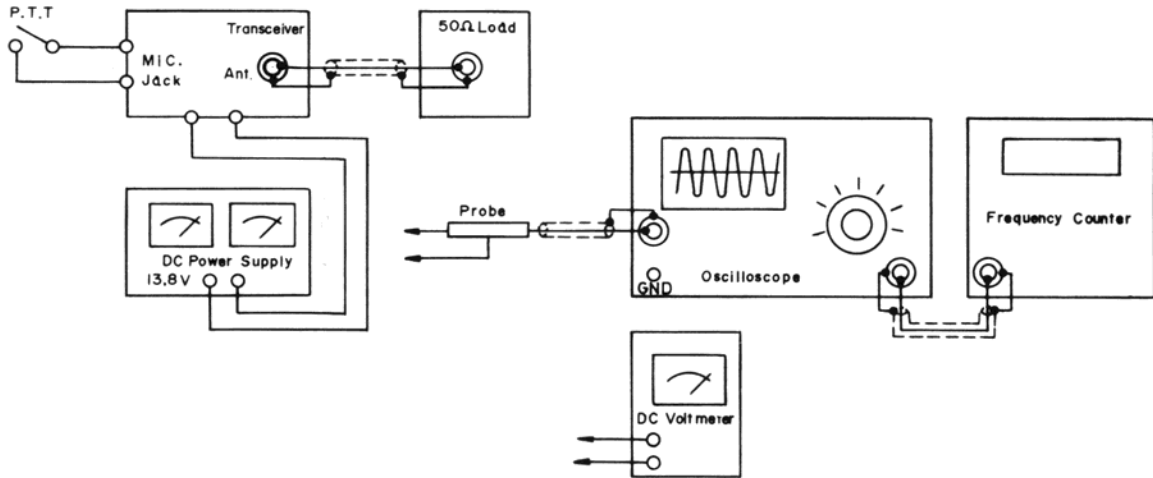 P.T.T
Transceiver
MIC.
Jack
Ant.
50Ω Load
DC Power Supply
13.8V
Probe
GND
Oscilloscope
Frequency Counter
DC Voltmeter